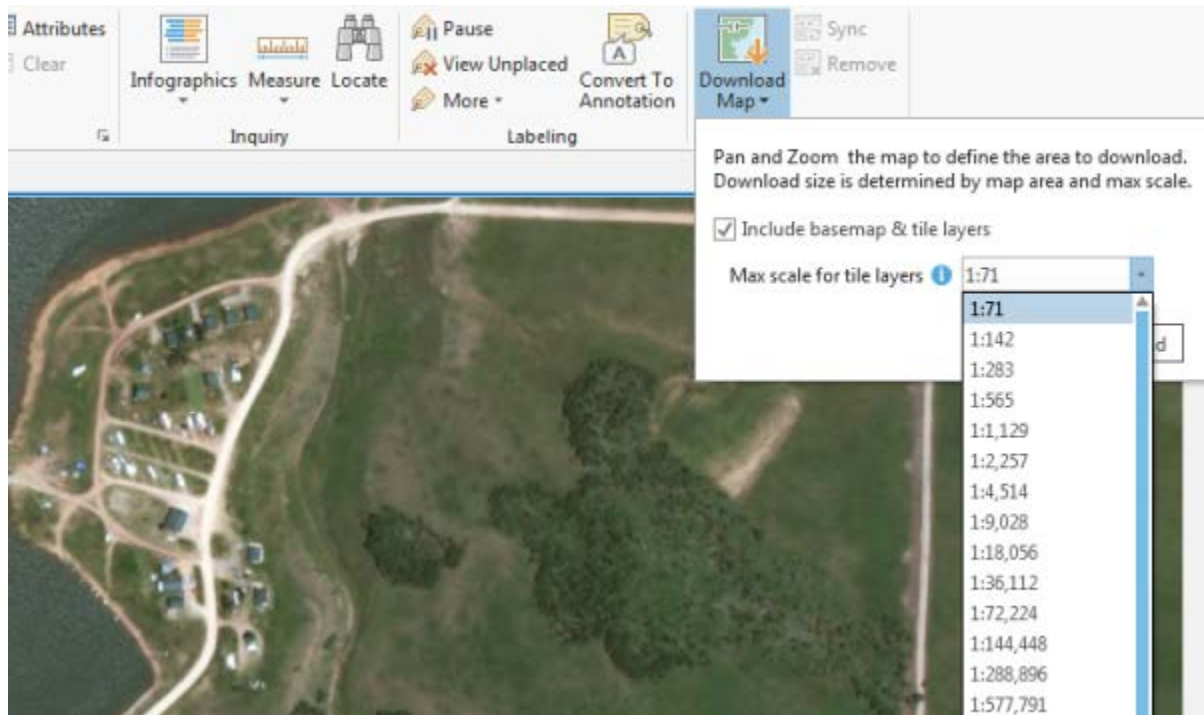 Attributes
Clear
Infographics
Measure
Locate
Inquiry
Pause
View Unplaced
More
Convert To
Annotation
A
Labeling
Download
Map
Sync
Remove
Pan and Zoom the map to define the area to download.
Download size is determined by map area and max scale.
Include basemap & tile layers
Max scale for tile layers i 1:71
1:71
1:142
1:283
1:565
1:1,129
1:2,257
1:4,514
1:9,028
1:18,056
1:36,112
1:72,224
1:144,448
1:288,896
1:577,791
d